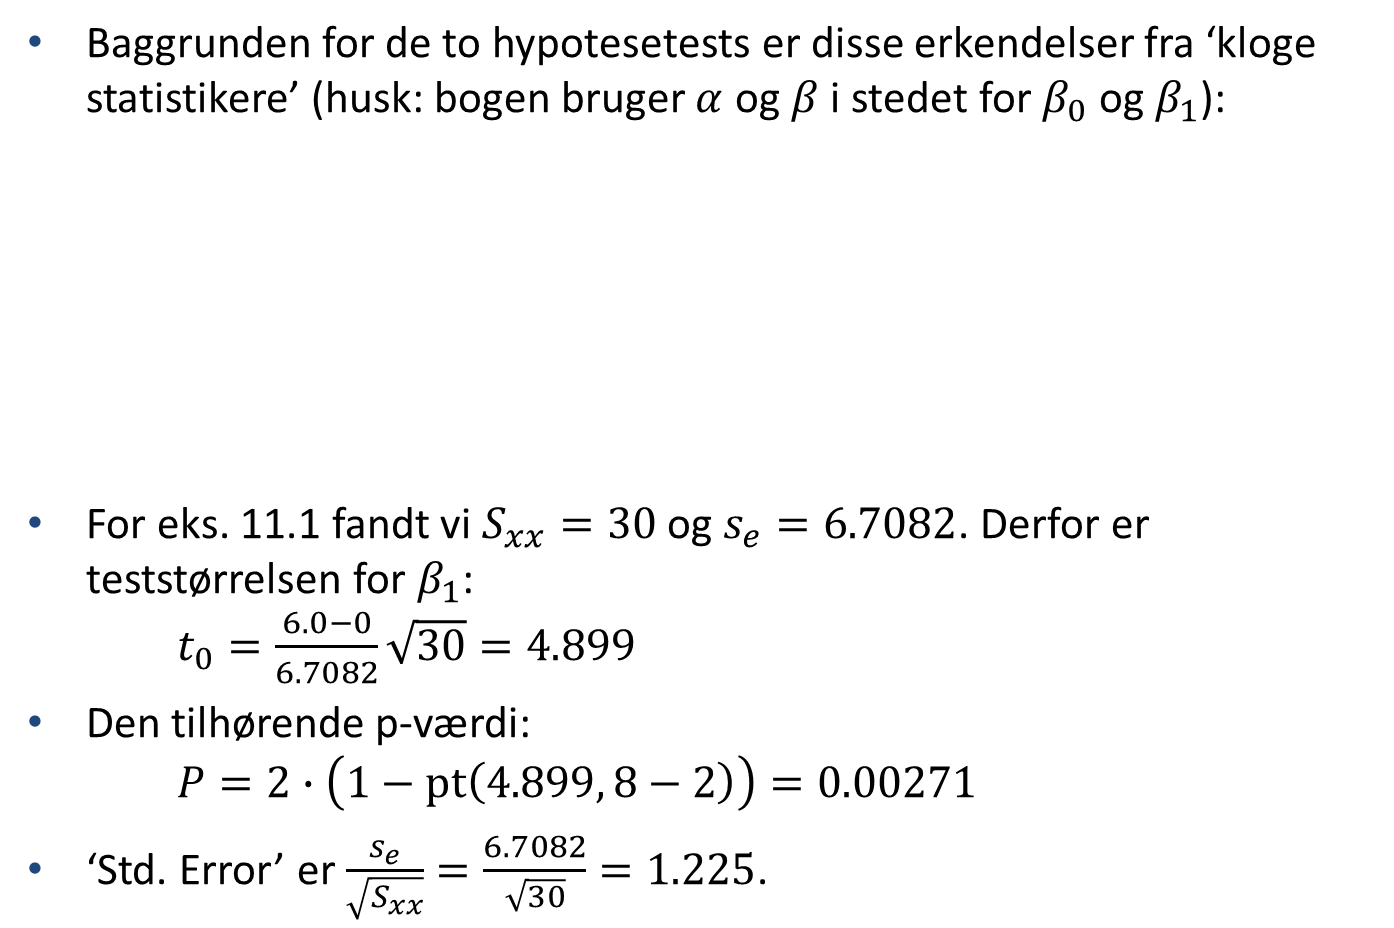 • Baggrunden for de to hypotesetests er disse erkendelser fra ‘kloge
statistikere’ (husk: bogen bruger α og β i stedet for β₀ og β₁):
• For eks. 11.1 fandt vi Sₓₓ = 30 og sₑ = 6.7082. Derfor er
teststørrelsen for β₁:
t₀ = (6.0−0)/6.7082 √30 = 4.899
• Den tilhørende p-værdi:
P = 2 · (1 − pt(4.899, 8 − 2)) = 0.00271
• ‘Std. Error’ er sₑ/√Sₓₓ = 6.7082/√30 = 1.225.